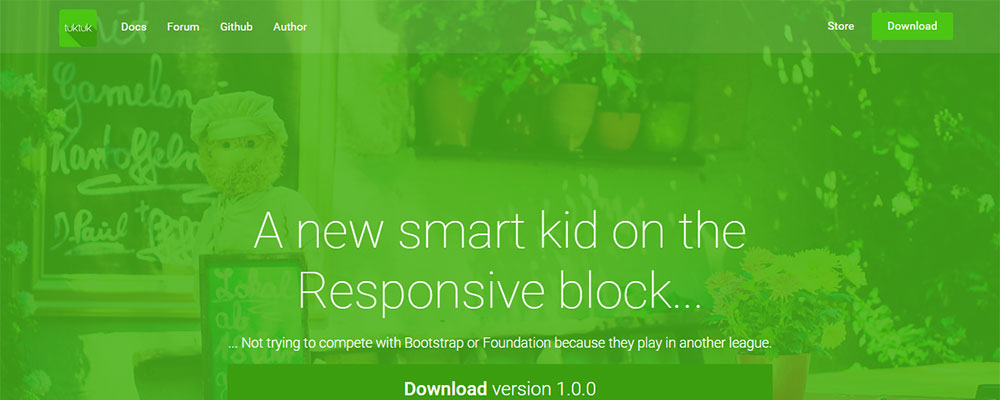 tuktuk Docs Forum Github Author Store Download
Gamelen
Kartoffeln
A new smart kid on the
Responsive block...
... Not trying to compete with Bootstrap or Foundation because they play in another league.
Download version 1.0.0